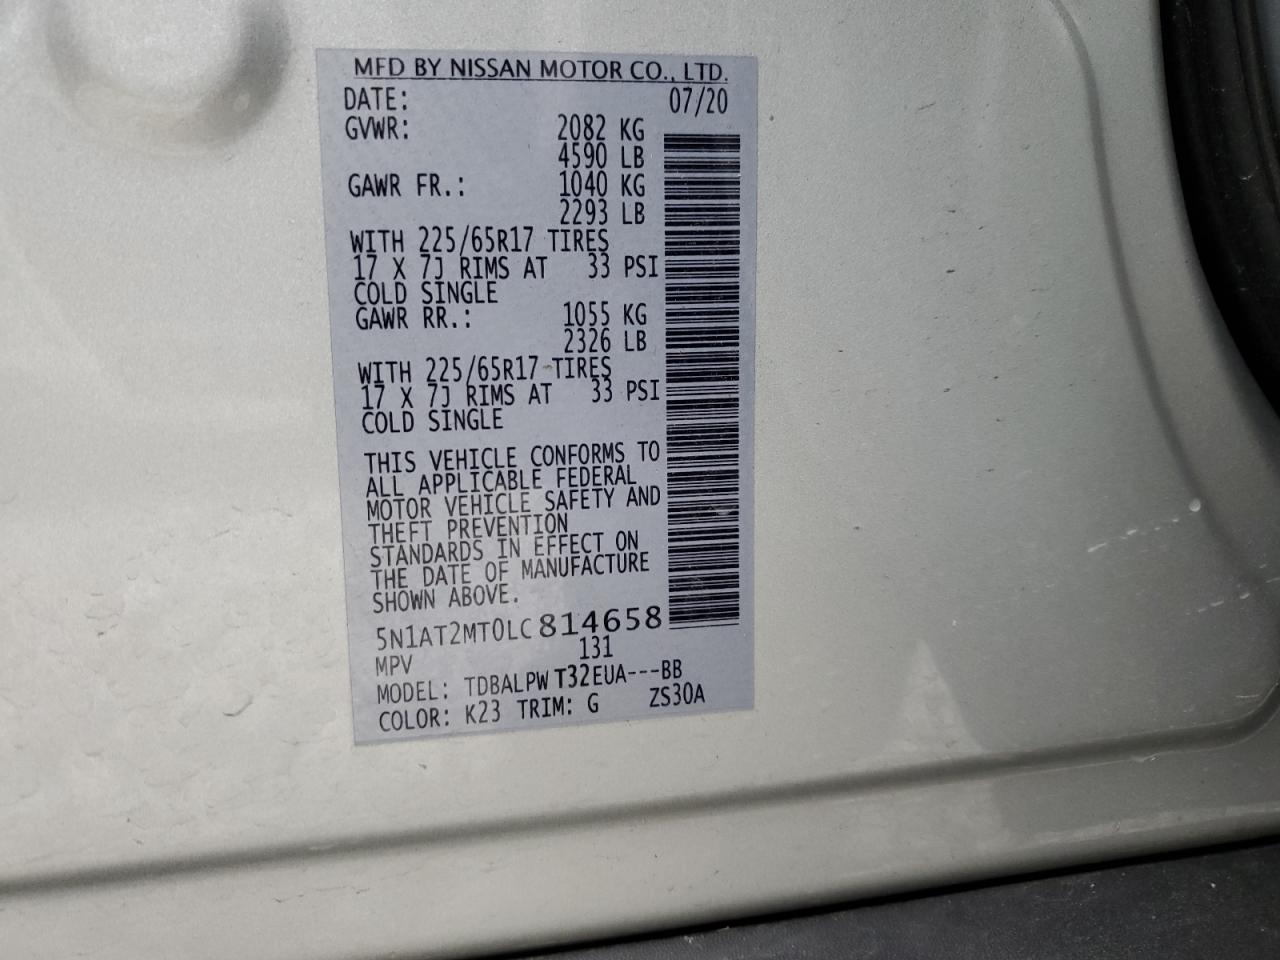 MFD BY NISSAN MOTOR CO., LTD.
DATE: 07/20
GVWR: 2082 KG
4590 LB
GAWR FR.: 1040 KG
2293 LB
WITH 225/65R17 TIRES
17 X 7J RIMS AT 33 PSI
COLD SINGLE
GAWR RR.: 1055 KG
2326 LB
WITH 225/65R17 TIRES
17 X 7J RIMS AT 33 PSI
COLD SINGLE
THIS VEHICLE CONFORMS TO
ALL APPLICABLE FEDERAL
MOTOR VEHICLE SAFETY AND
THEFT PREVENTION
STANDARDS IN EFFECT ON
THE DATE OF MANUFACTURE
SHOWN ABOVE.
5N1AT2MT0LC814658
MPV 131
MODEL: TDBALPW T32EUA---BB
COLOR: K23 TRIM: G ZS30A